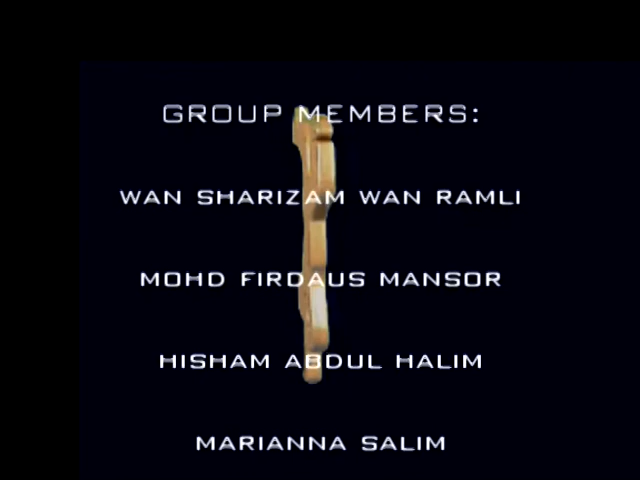 GROUP MEMBERS:
WAN SHARIZAM WAN RAMLI
MOHD FIRDAUS MANSOR
HISHAM ABDUL HALIM
MARIANNA SALIM